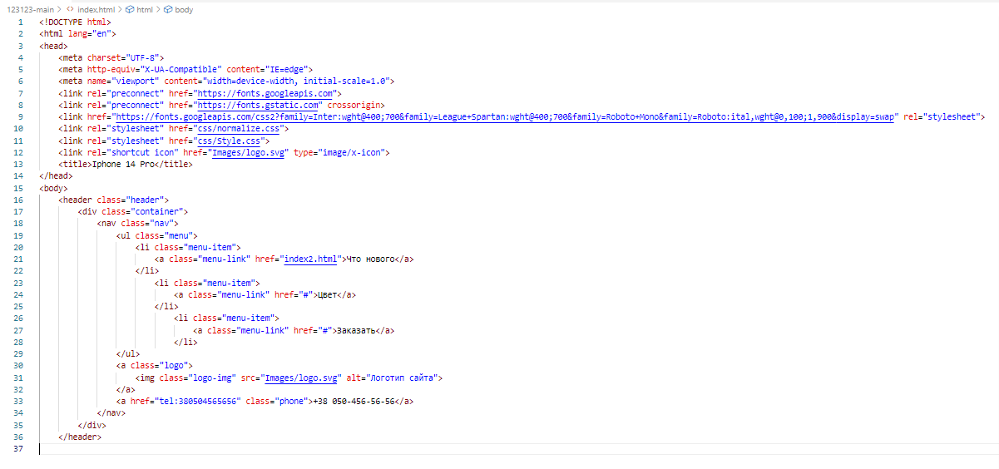 123123-main > <> index.html > html > body
1 <!DOCTYPE html>
2 <html lang="en">
3 <head>
4 <meta charset="UTF-8">
5 <meta http-equiv="X-UA-Compatible" content="IE=edge">
6 <meta name="viewport" content="width=device-width, initial-scale=1.0">
7 <link rel="preconnect" href="https://fonts.googleapis.com">
8 <link rel="preconnect" href="https://fonts.gstatic.com" crossorigin>
9 <link href="https://fonts.googleapis.com/css2?family=Inter:wght@400;700&family=League+Spartan:wght@400;700&family=Roboto+Mono&family=Roboto:ital,wght@0,100;1,900&display=swap" rel="stylesheet">
10 <link rel="stylesheet" href="css/normalize.css">
11 <link rel="stylesheet" href="css/Style.css">
12 <link rel="shortcut icon" href="Images/logo.svg" type="image/x-icon">
13 <title>Iphone 14 Pro</title>
14 </head>
15 <body>
16 <header class="header">
17 <div class="container">
18 <nav class="nav">
19 <ul class="menu">
20 <li class="menu-item">
21 <a class="menu-link" href="index2.html">Что нового</a>
22 </li>
23 <li class="menu-item">
24 <a class="menu-link" href="#">Цвет</a>
25 </li>
26 <li class="menu-item">
27 <a class="menu-link" href="#">Заказать</a>
28 </li>
29 </ul>
30 <a class="logo">
31 <img class="logo-img" src="Images/logo.svg" alt="Логотип сайта">
32 </a>
33 <a href="tel:380504565656" class="phone">+38 050-456-56-56</a>
34 </nav>
35 </div>
36 </header>
37